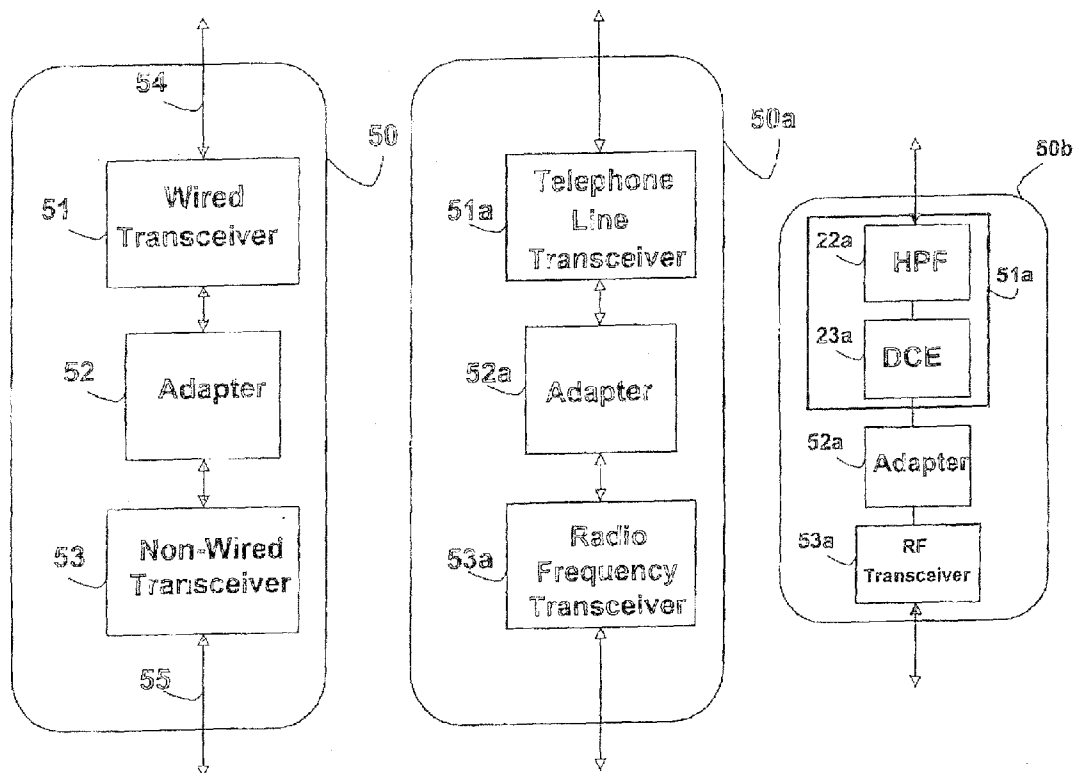 54
50
51
Wired
Transceiver
52
Adapter
53
Non-Wired
Transceiver
55
50a
51a
Telephone
Line
Transceiver
52a
Adapter
53a
Radio
Frequency
Transceiver
50b
22a
HPF
51a
23a
DCE
52a
Adapter
53a
RF
Transceiver